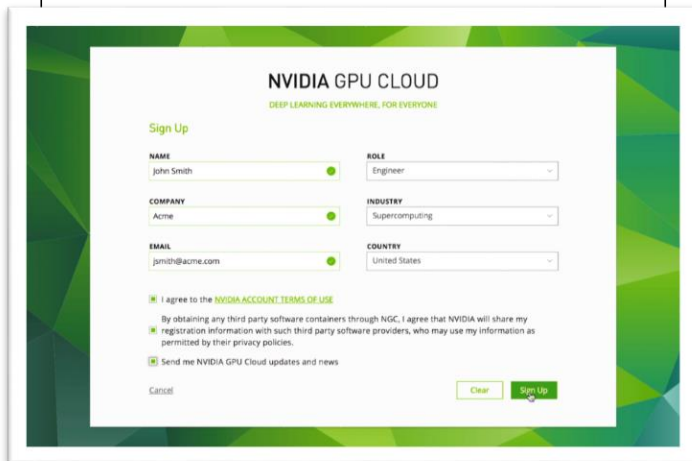 NVIDIA GPU CLOUD
DEEP LEARNING EVERYWHERE, FOR EVERYONE
Sign Up
NAME
John Smith
ROLE
Engineer
COMPANY
Acme
INDUSTRY
Supercomputing
EMAIL
jsmith@acme.com
COUNTRY
United States
I agree to the NVIDIA ACCOUNT TERMS OF USE
By obtaining any third party software containers through NGC, I agree that NVIDIA will share my
registration information with such third party software providers, who may use my information as
permitted by their privacy policies.
Send me NVIDIA GPU Cloud updates and news
Cancel
Clear
Sign Up